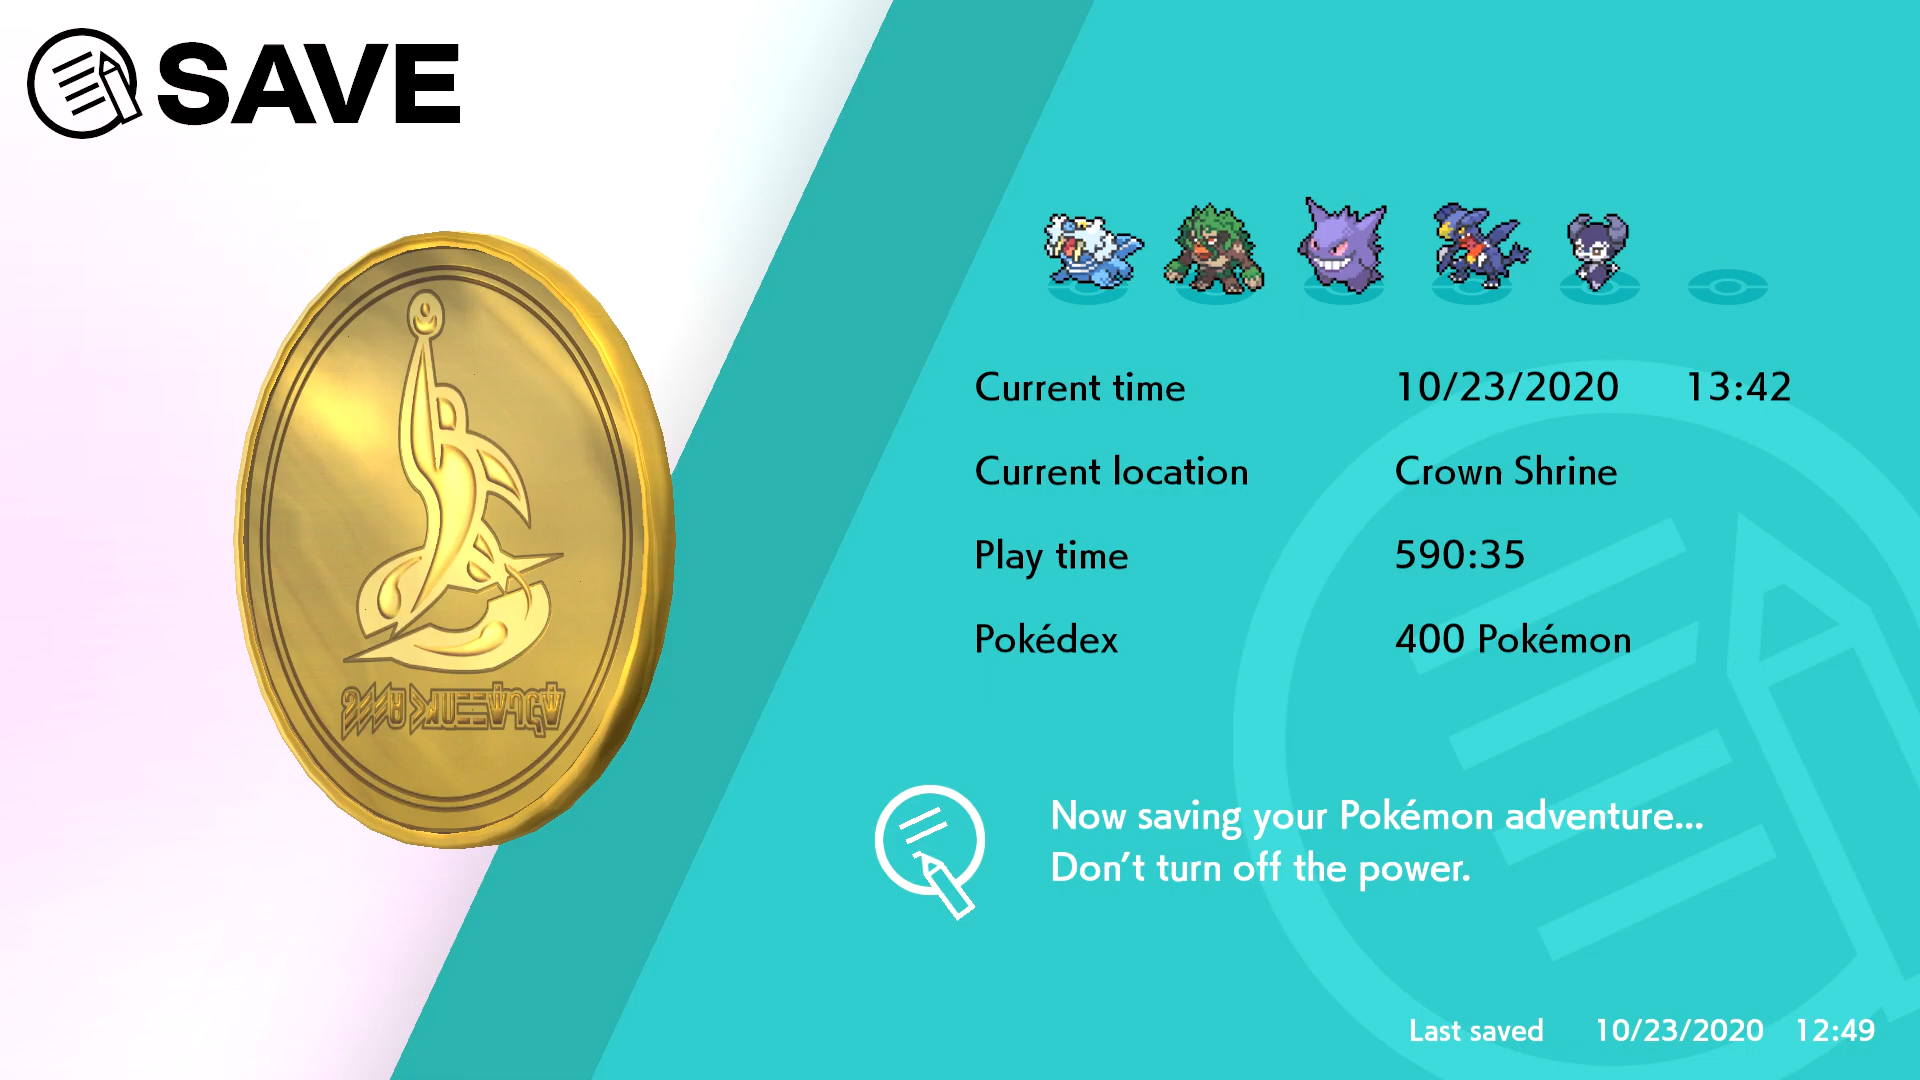 SAVE
Current time 10/23/2020 13:42
Current location Crown Shrine
Play time 590:35
Pokédex 400 Pokémon
Now saving your Pokémon adventure...
Don't turn off the power.
Last saved 10/23/2020 12:49